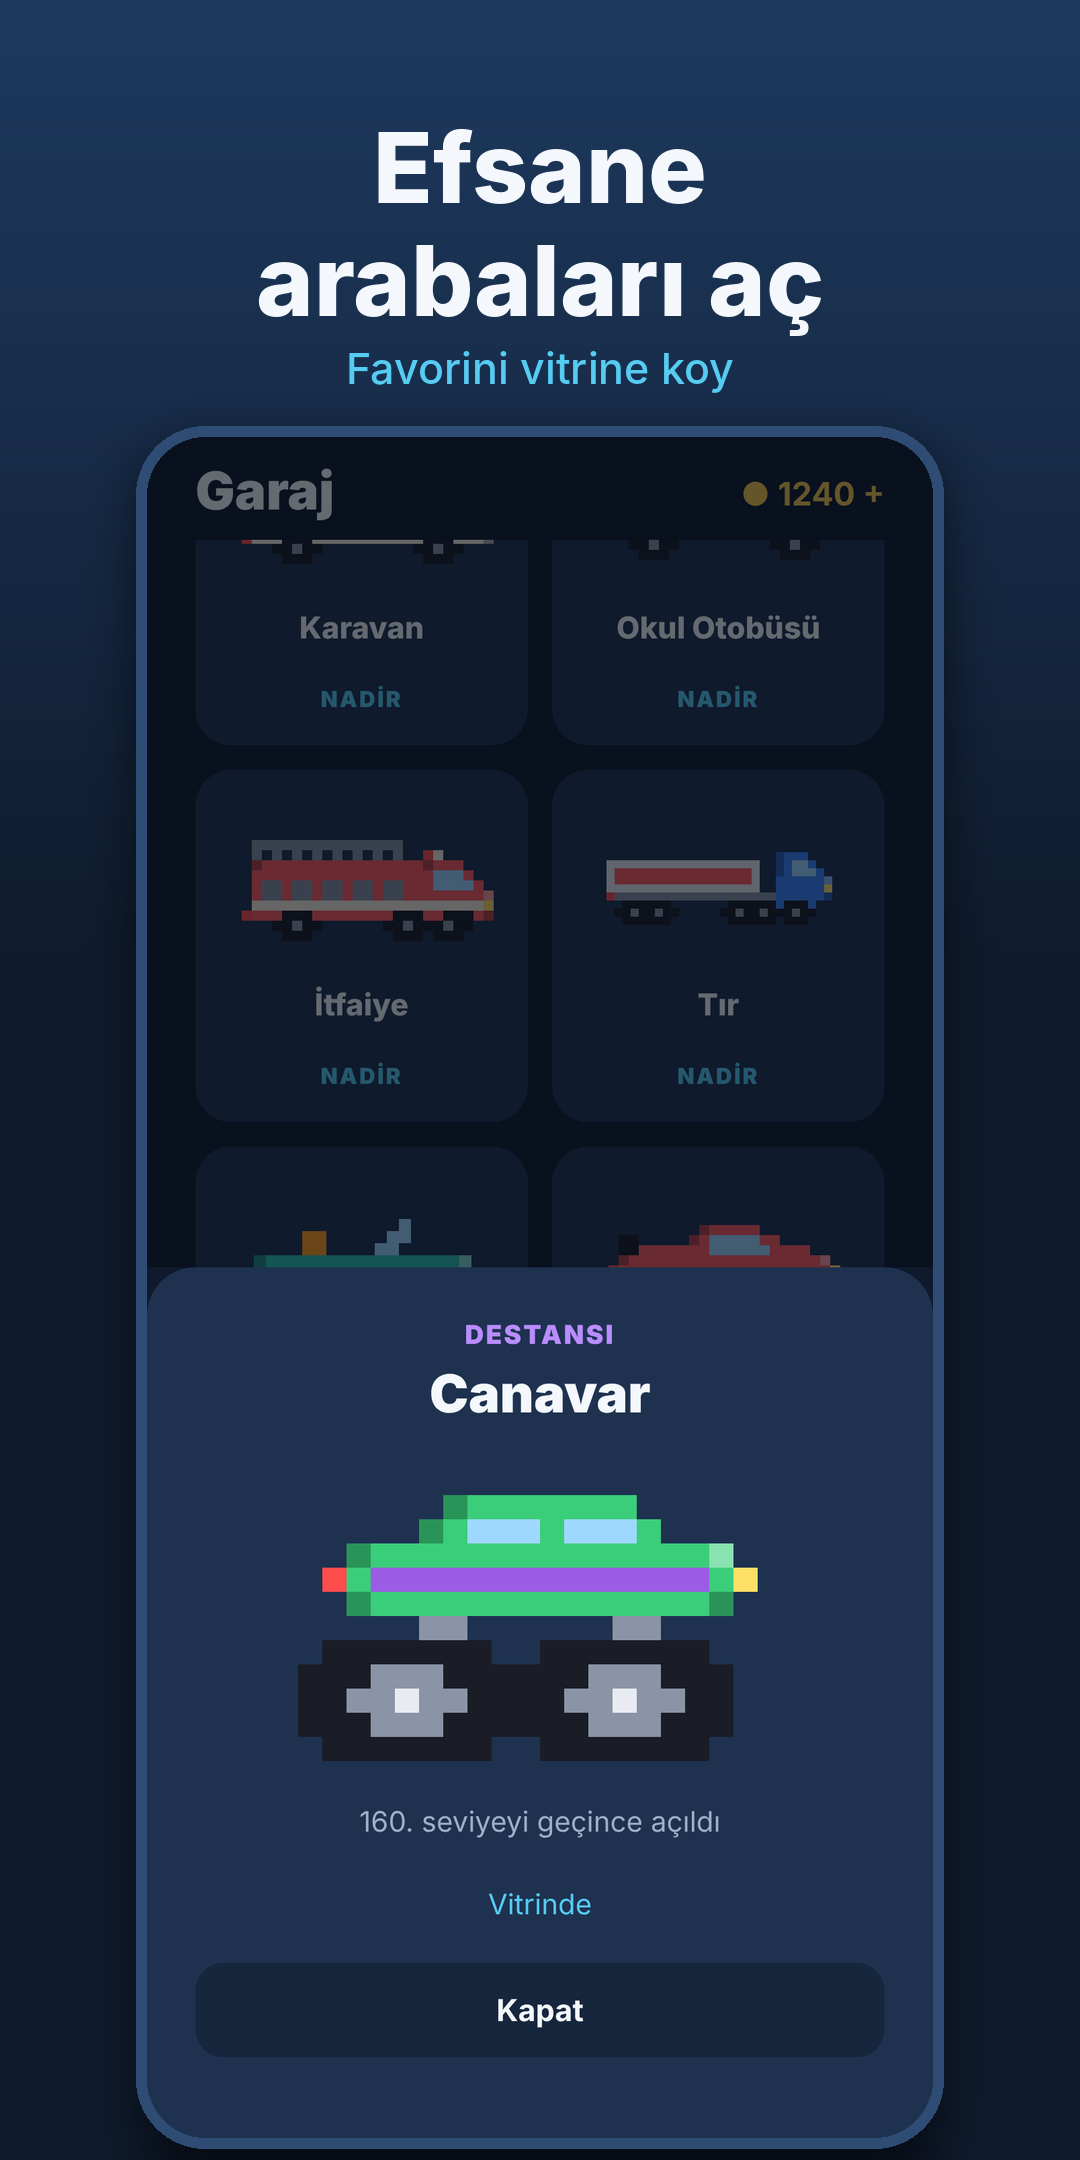 Efsane
arabaları aç
Favorini vitrine koy
Garaj
1240 +
Karavan
Okul Otobüsü
NADİR
NADİR
İtfaiye
Tır
NADİR
NADİR
DESTANSI
Canavar
160. seviyeyi geçince açıldı
Vitrinde
Kapat